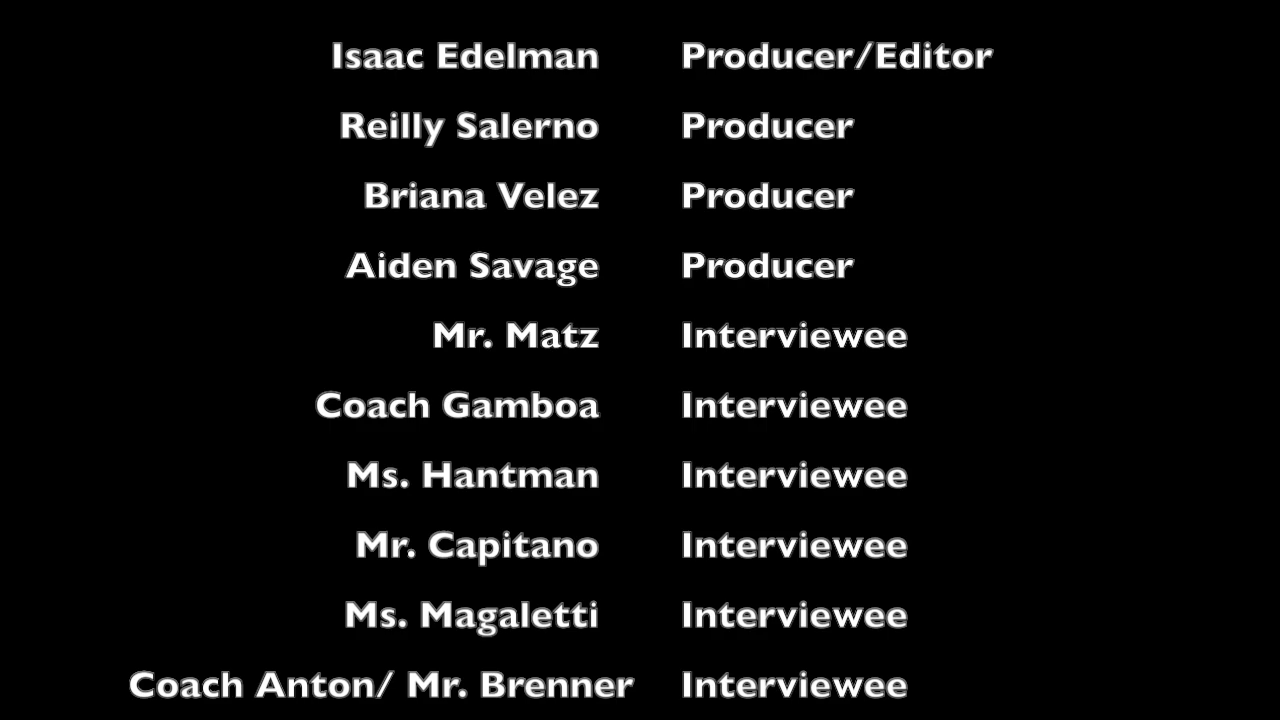 Isaac Edelman Producer/Editor
Reilly Salerno Producer
Briana Velez Producer
Aiden Savage Producer
Mr. Matz Interviewee
Coach Gamboa Interviewee
Ms. Hantman Interviewee
Mr. Capitano Interviewee
Ms. Magaletti Interviewee
Coach Anton/ Mr. Brenner Interviewee